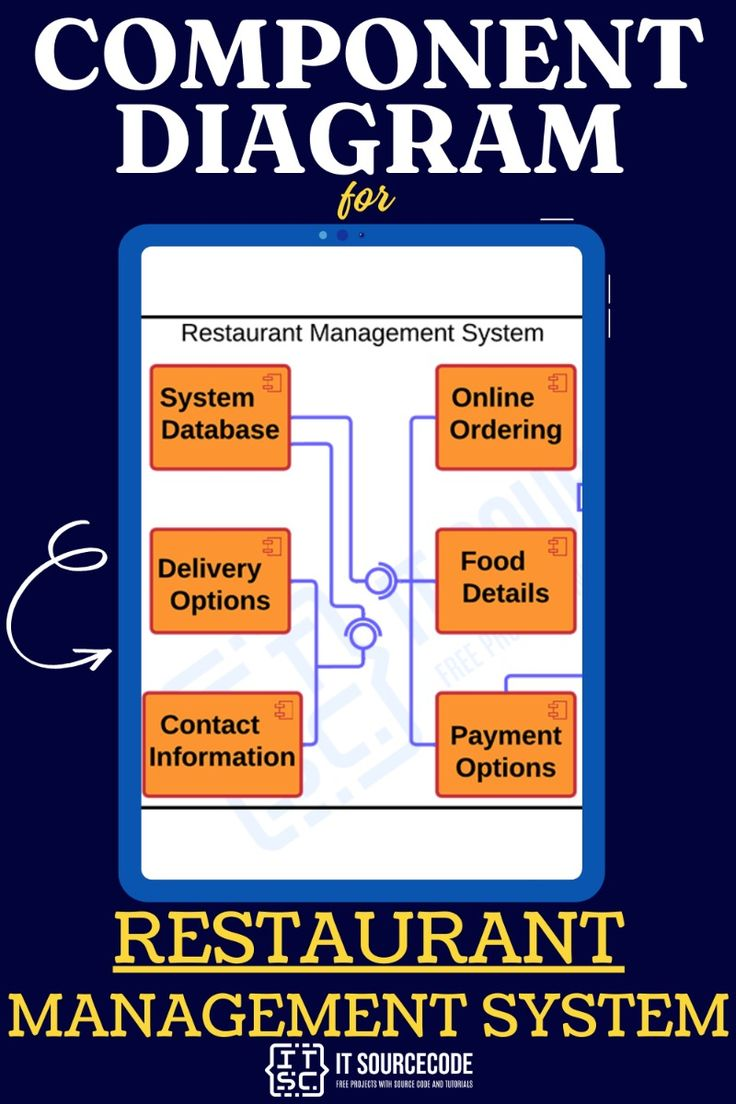 COMPONENT
DIAGRAM
for
Restaurant Management System
System
Database
Online
Ordering
Delivery
Options
Food
Details
Contact
Information
Payment
Options
RESTAURANT
MANAGEMENT SYSTEM
ITSC
IT SOURCECODE
FREE PROJECTS WITH SOURCE CODE AND TUTORIALS